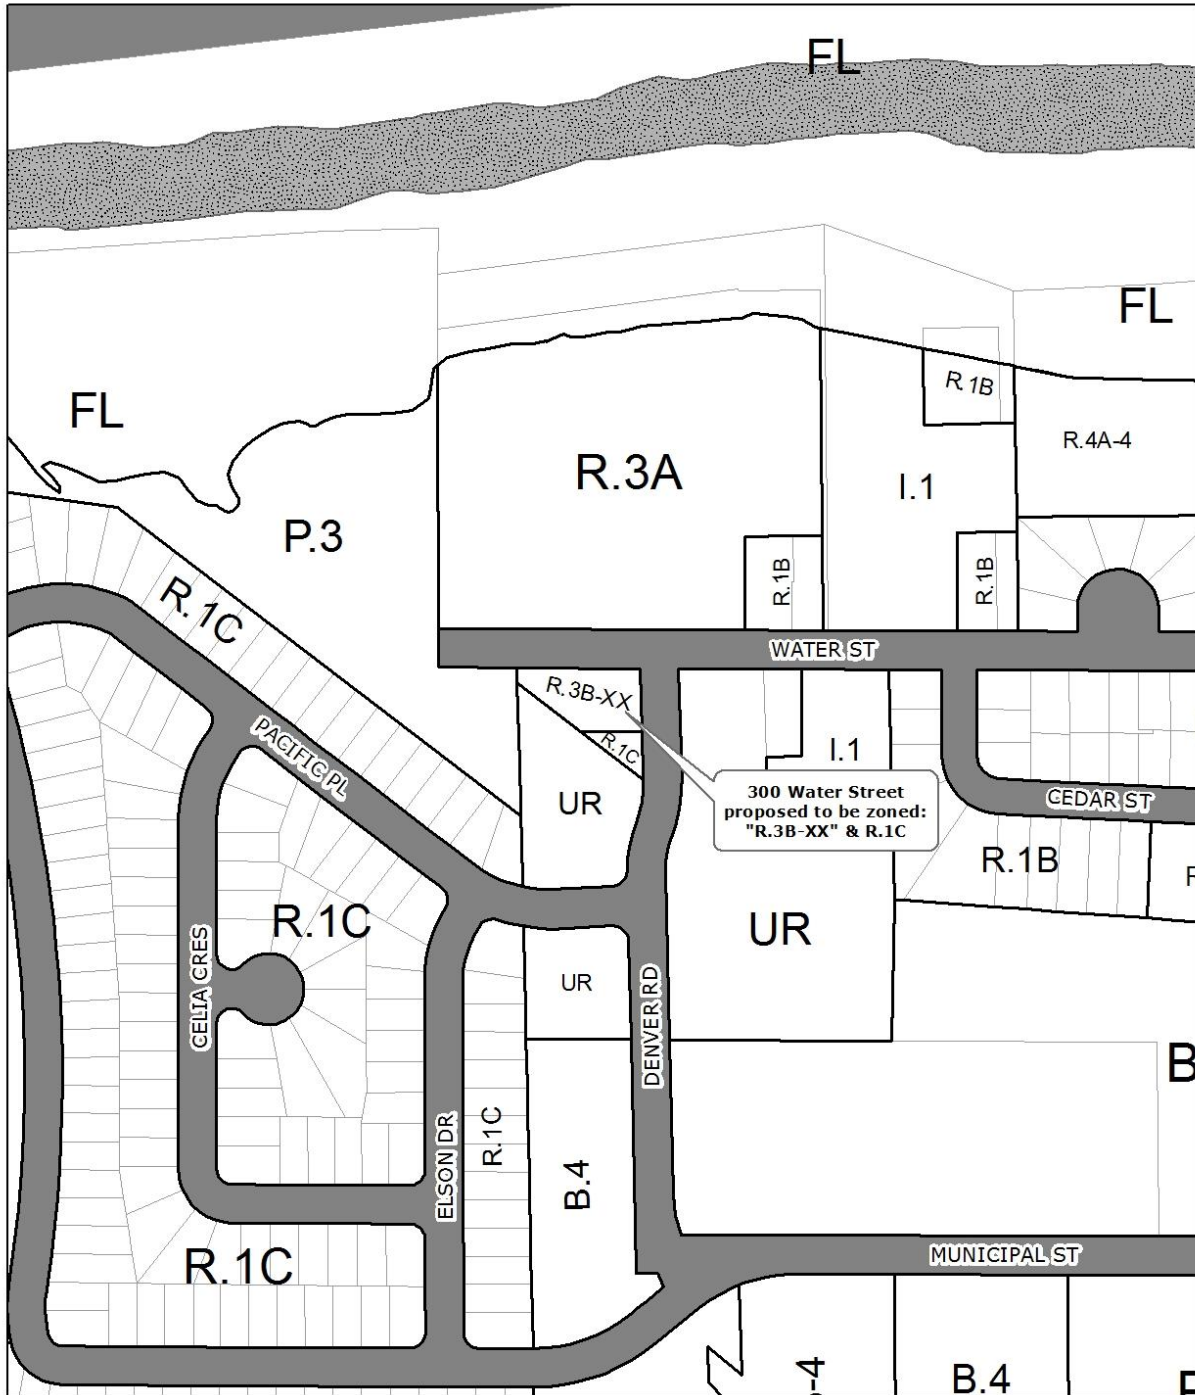 FL
FL
FL
R.1B
R.4A-4
R.3A
I.1
P.3
R.1B
R.1B
R.1C
WATER ST
R.3B-XX
R.1C
PACIFIC PL
I.1
UR
300 Water Street
proposed to be zoned:
"R.3B-XX" & R.1C
CEDAR ST
R.1B
R.1C
UR
CELIA CRES
UR
DENVER RD
B
ELSON DR
R.1C
B.4
R.1C
MUNICIPAL ST
-4
B.4